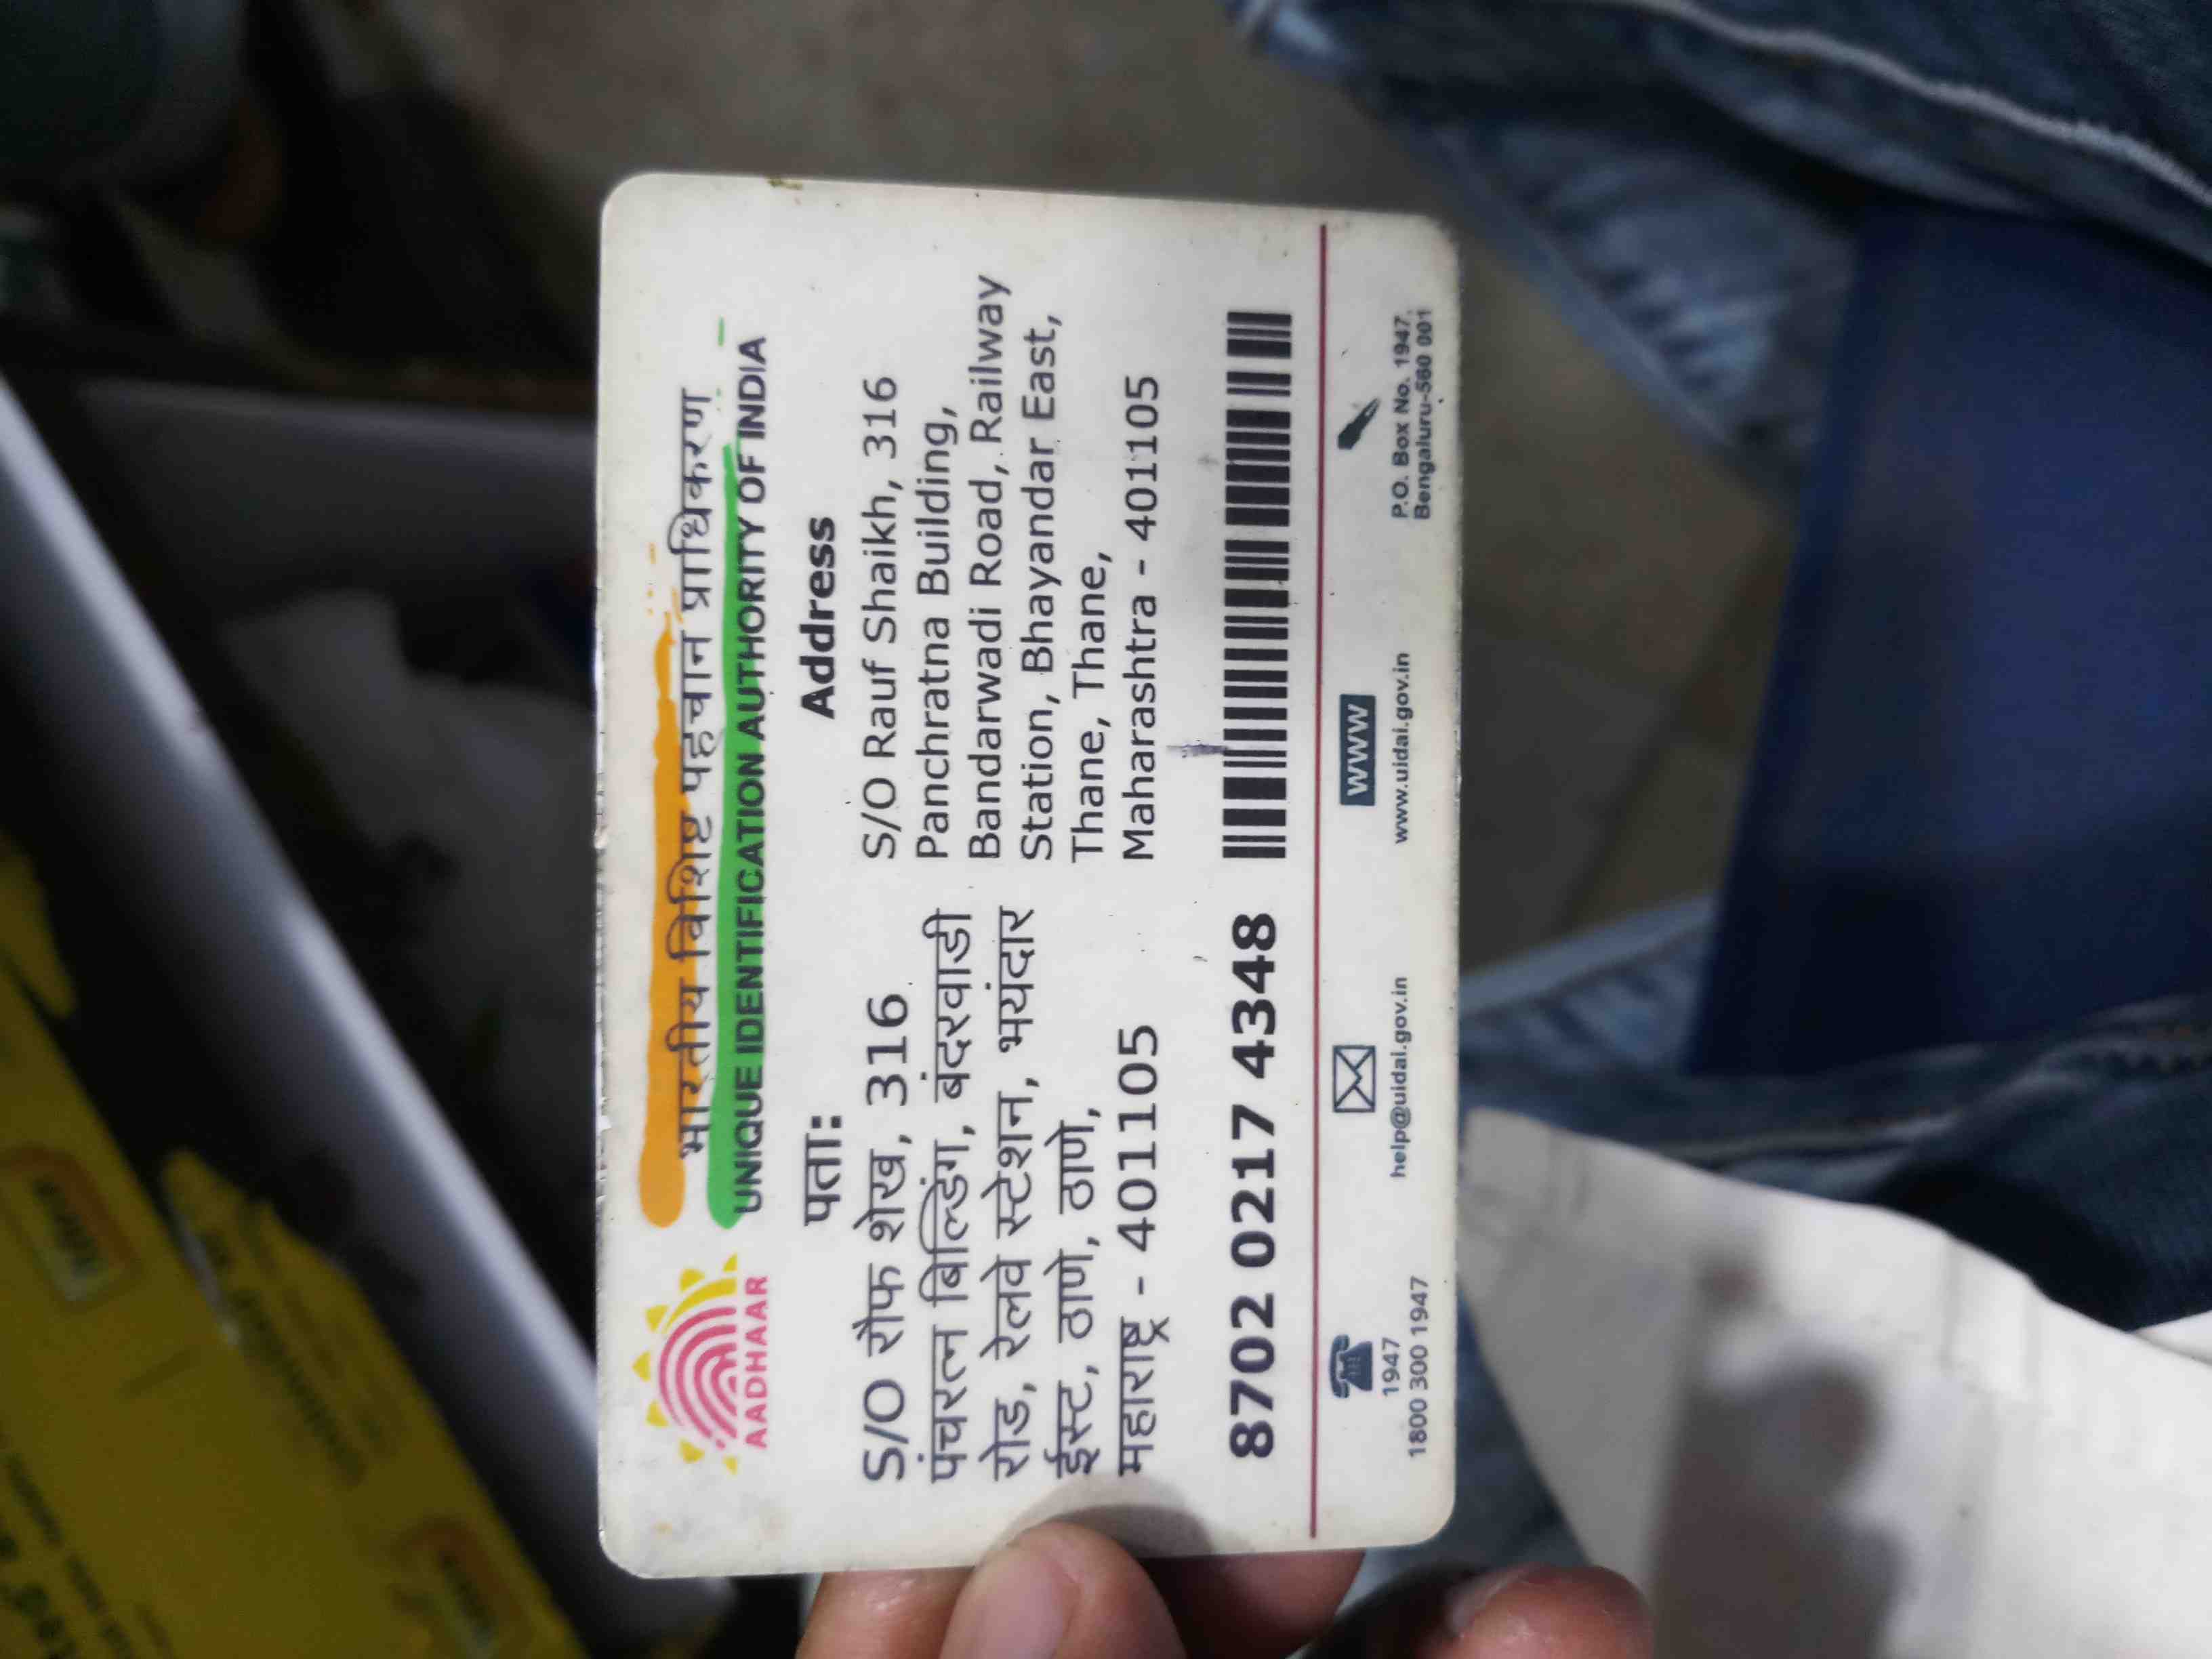 भारतीय विशिष्ट पहचान प्राधिकरण
UNIQUE IDENTIFICATION AUTHORITY OF INDIA
AADHAAR
पता:
S/O रौफ शेख, 316
पंचरत्न बिल्डिंग, बंदरवाडी
रोड, रेलवे स्टेशन, भयंदार
ईस्ट, ठाणे, ठाणे,
महाराष्ट्र - 401105
Address
S/O Rauf Shaikh, 316
Panchratna Building,
Bandarwadi Road, Railway
Station, Bhayandar East,
Thane, Thane,
Maharashtra - 401105
8702 0217 4348
1947
1800 300 1947
help@uidai.gov.in
WWW
www.uidai.gov.in
P.O. Box No. 1947,
Bengaluru-560 001